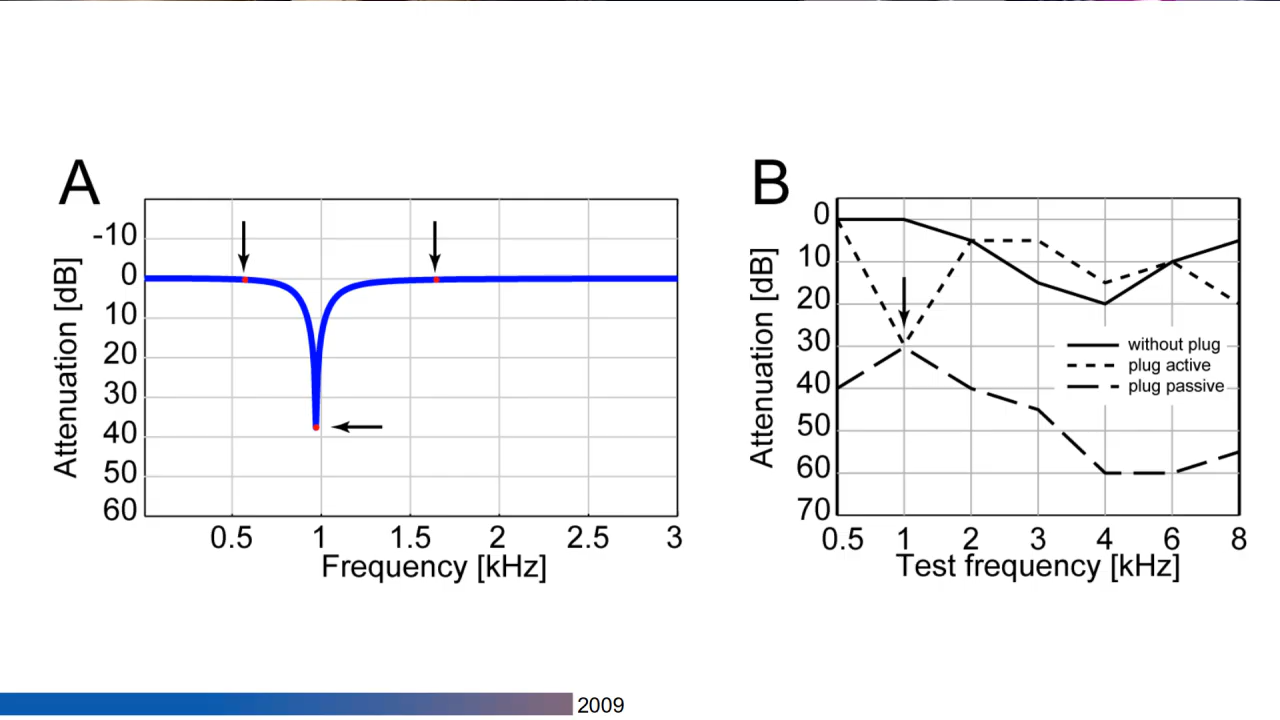 A
Attenuation [dB]
-10
0
10
20
30
40
50
60
0.5 1 1.5 2 2.5 3
Frequency [kHz]
B
Attenuation [dB]
0
10
20
30
40
50
60
70
without plug
plug active
plug passive
0.5 1 2 3 4 6 8
Test frequency [kHz]
2009